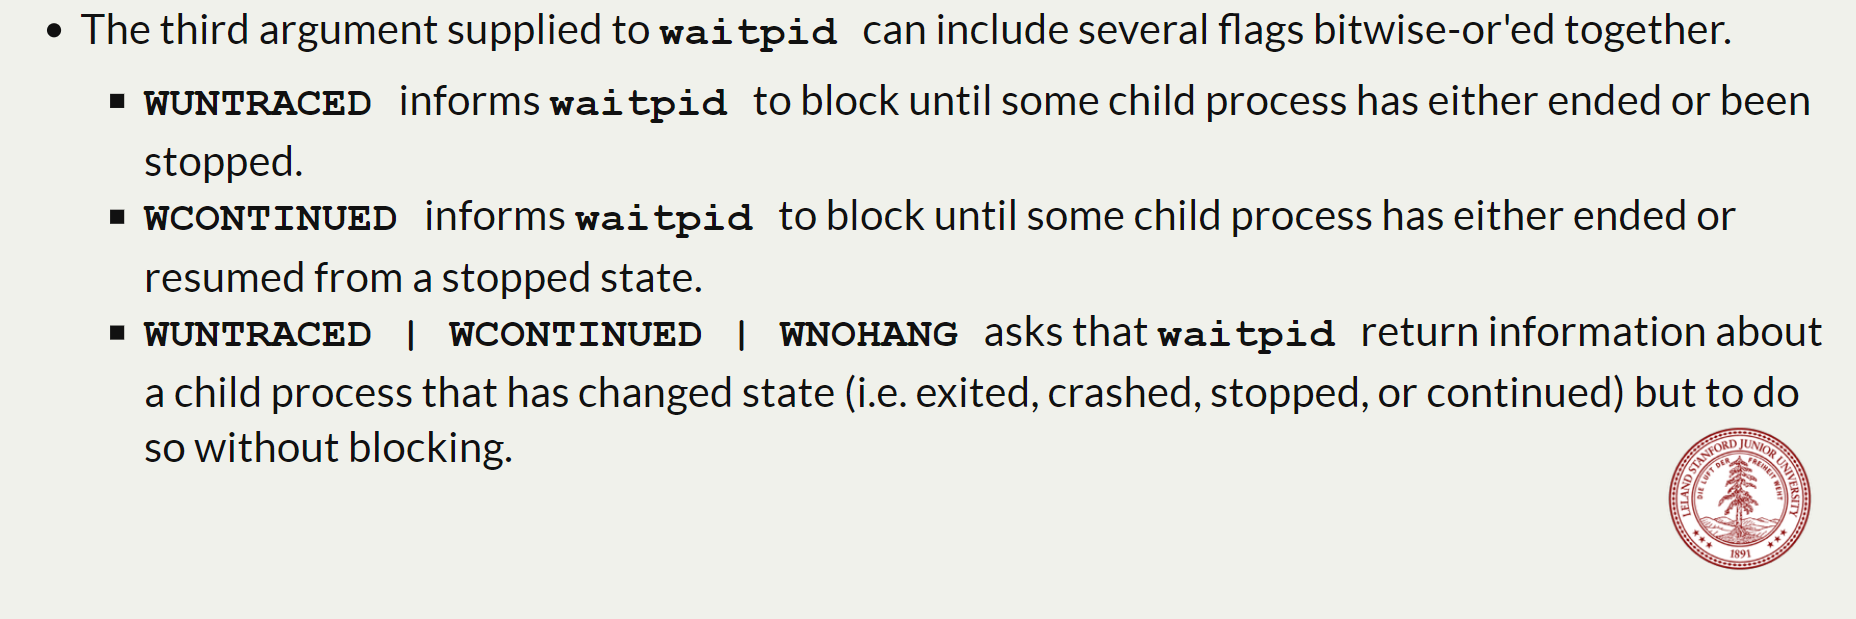 • The third argument supplied to waitpid can include several flags bitwise-or'ed together.
▪ WUNTRACED informs waitpid to block until some child process has either ended or been
stopped.
▪ WCONTINUED informs waitpid to block until some child process has either ended or
resumed from a stopped state.
▪ WUNTRACED | WCONTINUED | WNOHANG asks that waitpid return information about
a child process that has changed state (i.e. exited, crashed, stopped, or continued) but to do
so without blocking.
LELAND STANFORD JUNIOR UNIVERSITY
DIE LUFT DER FREIHEIT WEHT
1891